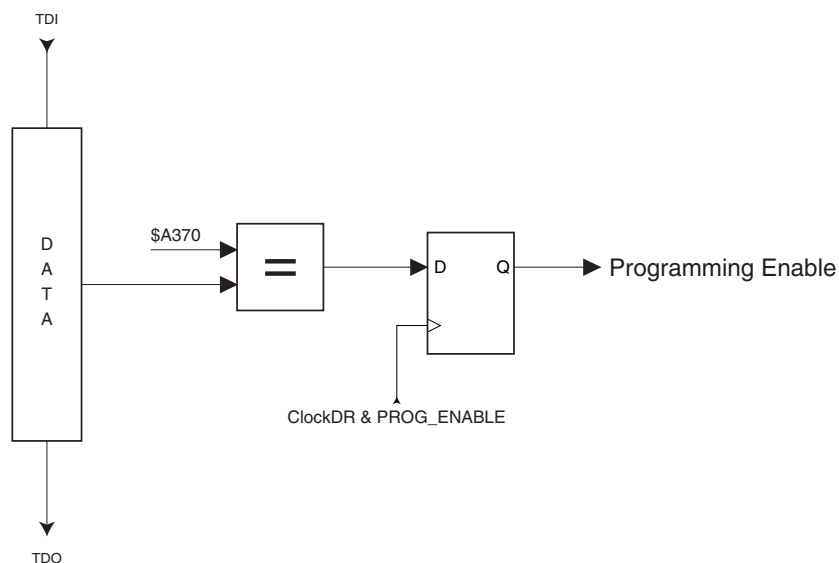 TDI
D
A
T
A
$A370
=
D Q
Programming Enable
ClockDR & PROG_ENABLE
TDO